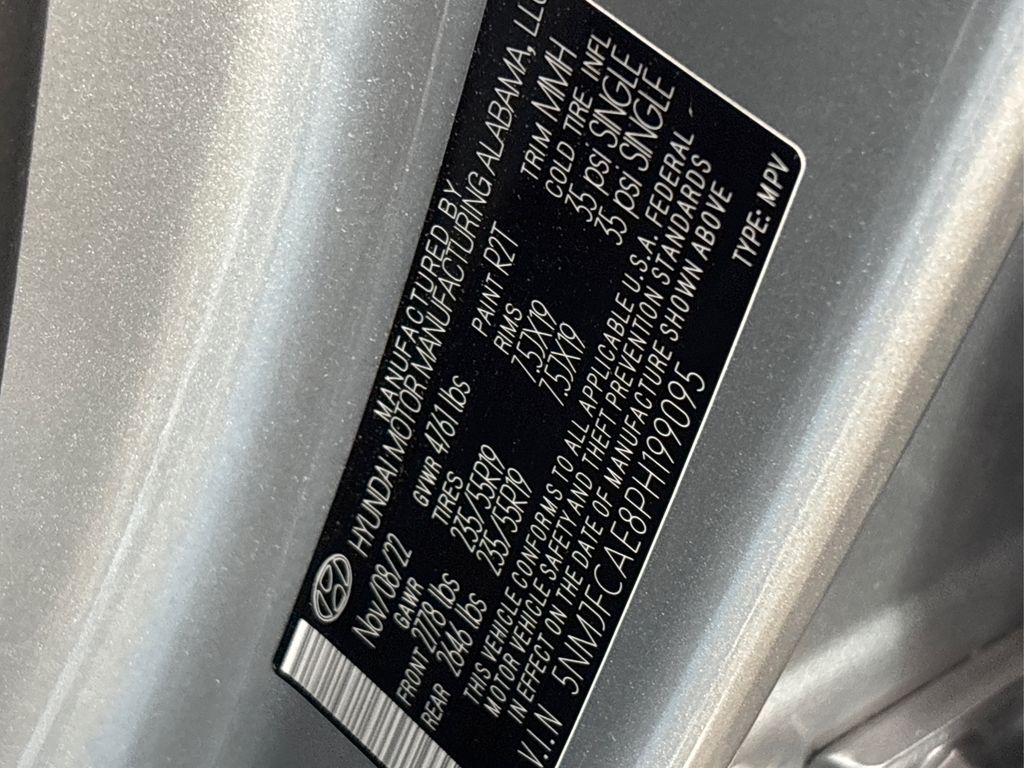 MANUFACTURED BY
HYUNDAI MOTOR MANUFACTURING ALABAMA, LLC
Nov/08/22 GVWR 4761 lbs PAINT R2T TRIM MMH
GAWR TIRES RIMS COLD TIRE INFL
FRONT 2778 lbs 235/55R19 7.5X19 35 psi SINGLE
REAR 2646 lbs 235/55R19 7.5X19 35 psi SINGLE
THIS VEHICLE CONFORMS TO ALL APPLICABLE U.S.A. FEDERAL
MOTOR VEHICLE SAFETY AND THEFT PREVENTION STANDARDS
IN EFFECT ON THE DATE OF MANUFACTURE SHOWN ABOVE
V.I.N 5NMJFCAE8PH199095 TYPE: MPV